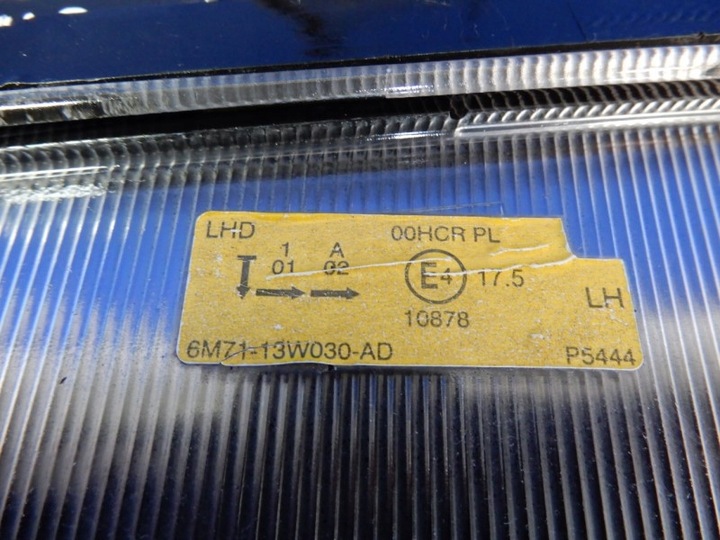 LHD 00HCR PL
1 A
01 02
E4 17.5
LH
10878
6M71-13W030-AD P5444